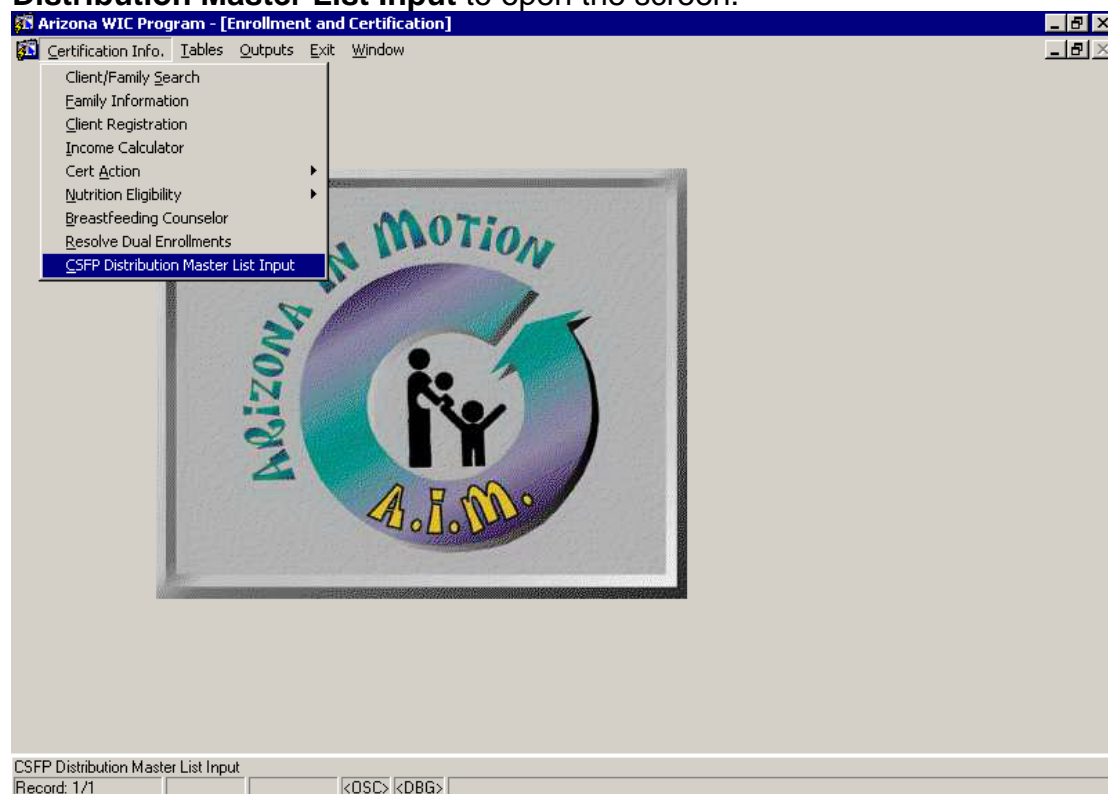 Distribution Master List Input to open the screen.
Arizona WIC Program - [Enrollment and Certification]
Certification Info. Tables Outputs Exit Window
Client/Family Search
Family Information
Client Registration
Income Calculator
Cert Action
Nutrition Eligibility
Breastfeeding Counselor
Resolve Dual Enrollments
CSFP Distribution Master List Input
ARIZONA IN MOTION
A.I.M.
CSFP Distribution Master List Input
Record: 1/1 <OSC> <DBG>